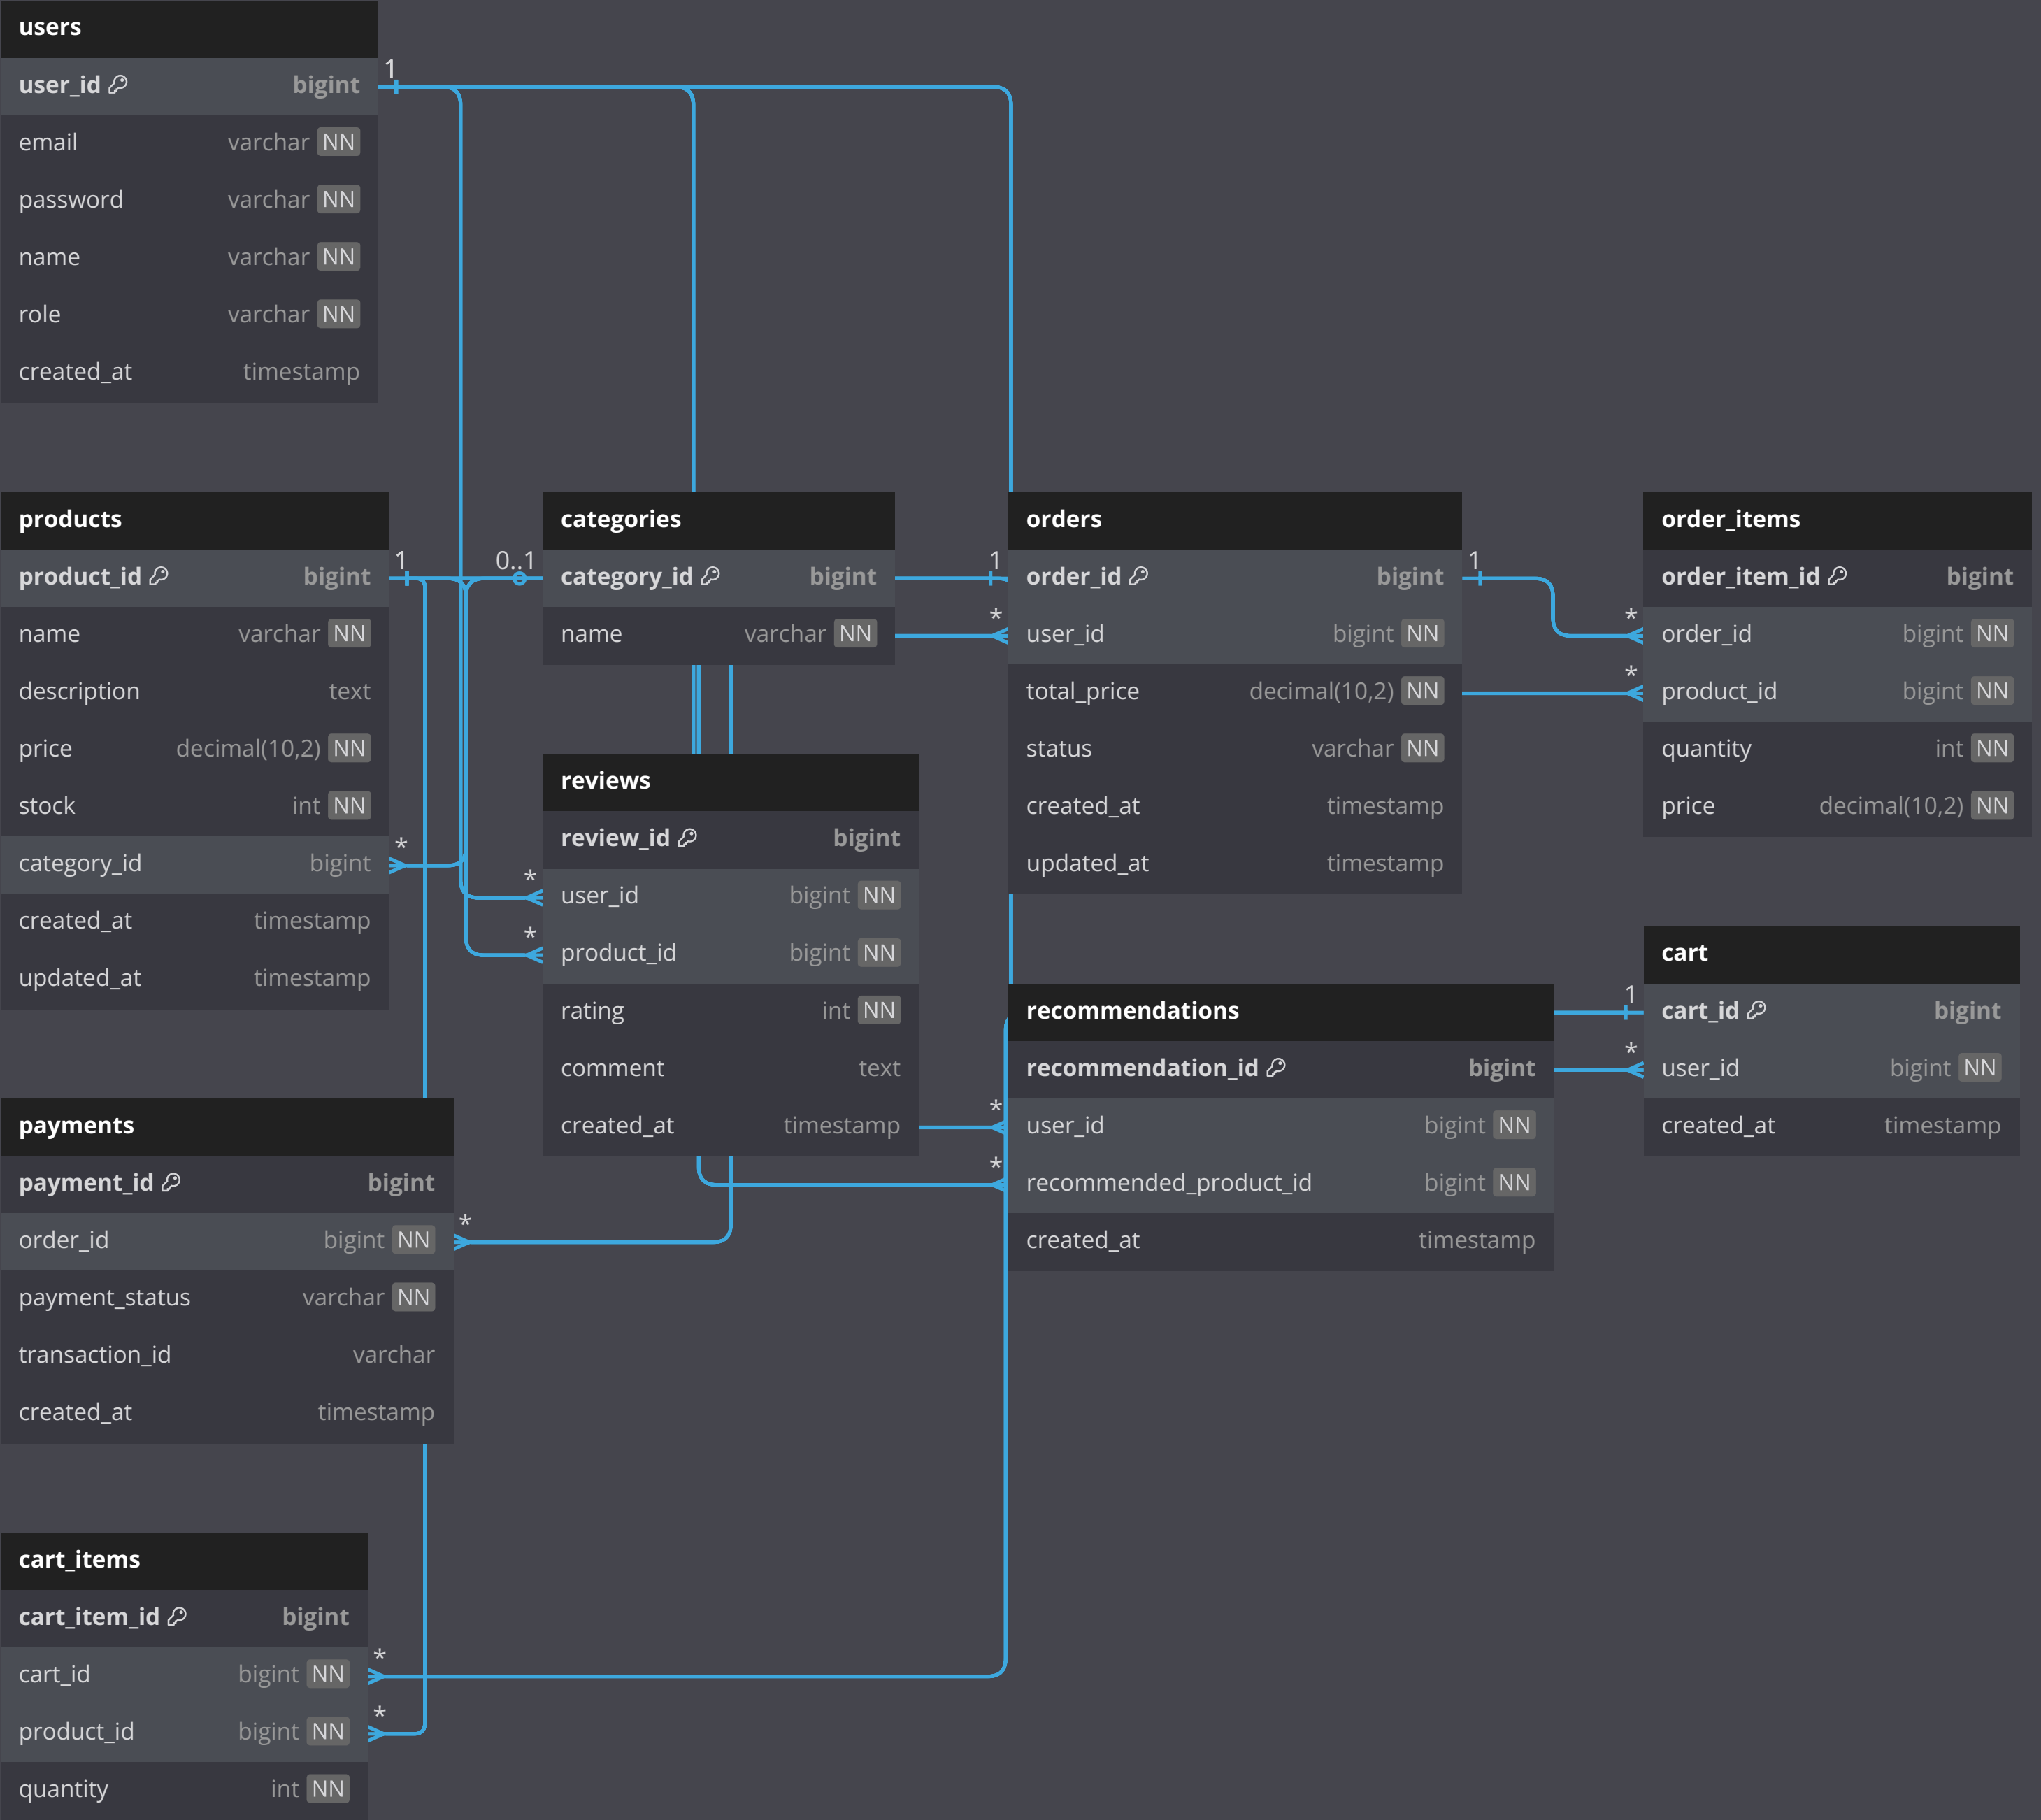 users
user_id bigint
email varchar NN
password varchar NN
name varchar NN
role varchar NN
created_at timestamp
1
products
product_id bigint
name varchar NN
description text
price decimal(10,2) NN
stock int NN
category_id bigint
created_at timestamp
updated_at timestamp
1
*
0..1
categories
category_id bigint
name varchar NN
1
*
orders
order_id bigint
user_id bigint NN
total_price decimal(10,2) NN
status varchar NN
created_at timestamp
updated_at timestamp
1
*
*
order_items
order_item_id bigint
order_id bigint NN
product_id bigint NN
quantity int NN
price decimal(10,2) NN
*
*
reviews
review_id bigint
user_id bigint NN
product_id bigint NN
rating int NN
comment text
created_at timestamp
*
*
recommendations
recommendation_id bigint
user_id bigint NN
recommended_product_id bigint NN
created_at timestamp
1
*
cart
cart_id bigint
user_id bigint NN
created_at timestamp
payments
payment_id bigint
order_id bigint NN
payment_status varchar NN
transaction_id varchar
created_at timestamp
*
cart_items
cart_item_id bigint
cart_id bigint NN
product_id bigint NN
quantity int NN
*
*